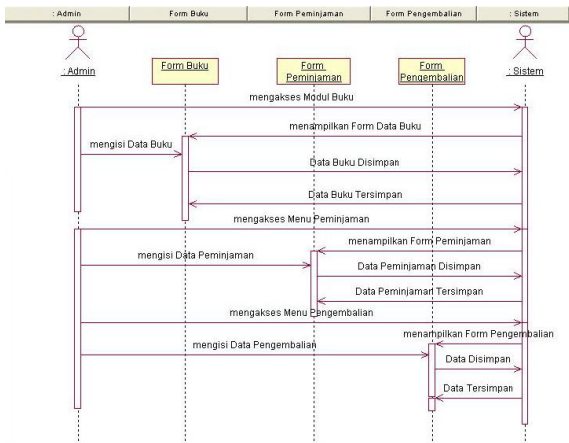 : Admin
Form Buku
Form Peminjaman
Form Pengembalian
: Sistem
: Admin
Form Buku
Form
Peminjaman
Form
Pengembalian
: Sistem
mengakses Modul Buku
menampilkan Form Data Buku
mengisi Data Buku
Data Buku Disimpan
Data Buku Tersimpan
mengakses Menu Peminjaman
menampilkan Form Peminjaman
mengisi Data Peminjaman
Data Peminjaman Disimpan
Data Peminjaman Tersimpan
mengakses Menu Pengembalian
menampilkan Form Pengembalian
mengisi Data Pengembalian
Data Disimpan
Data Tersimpan